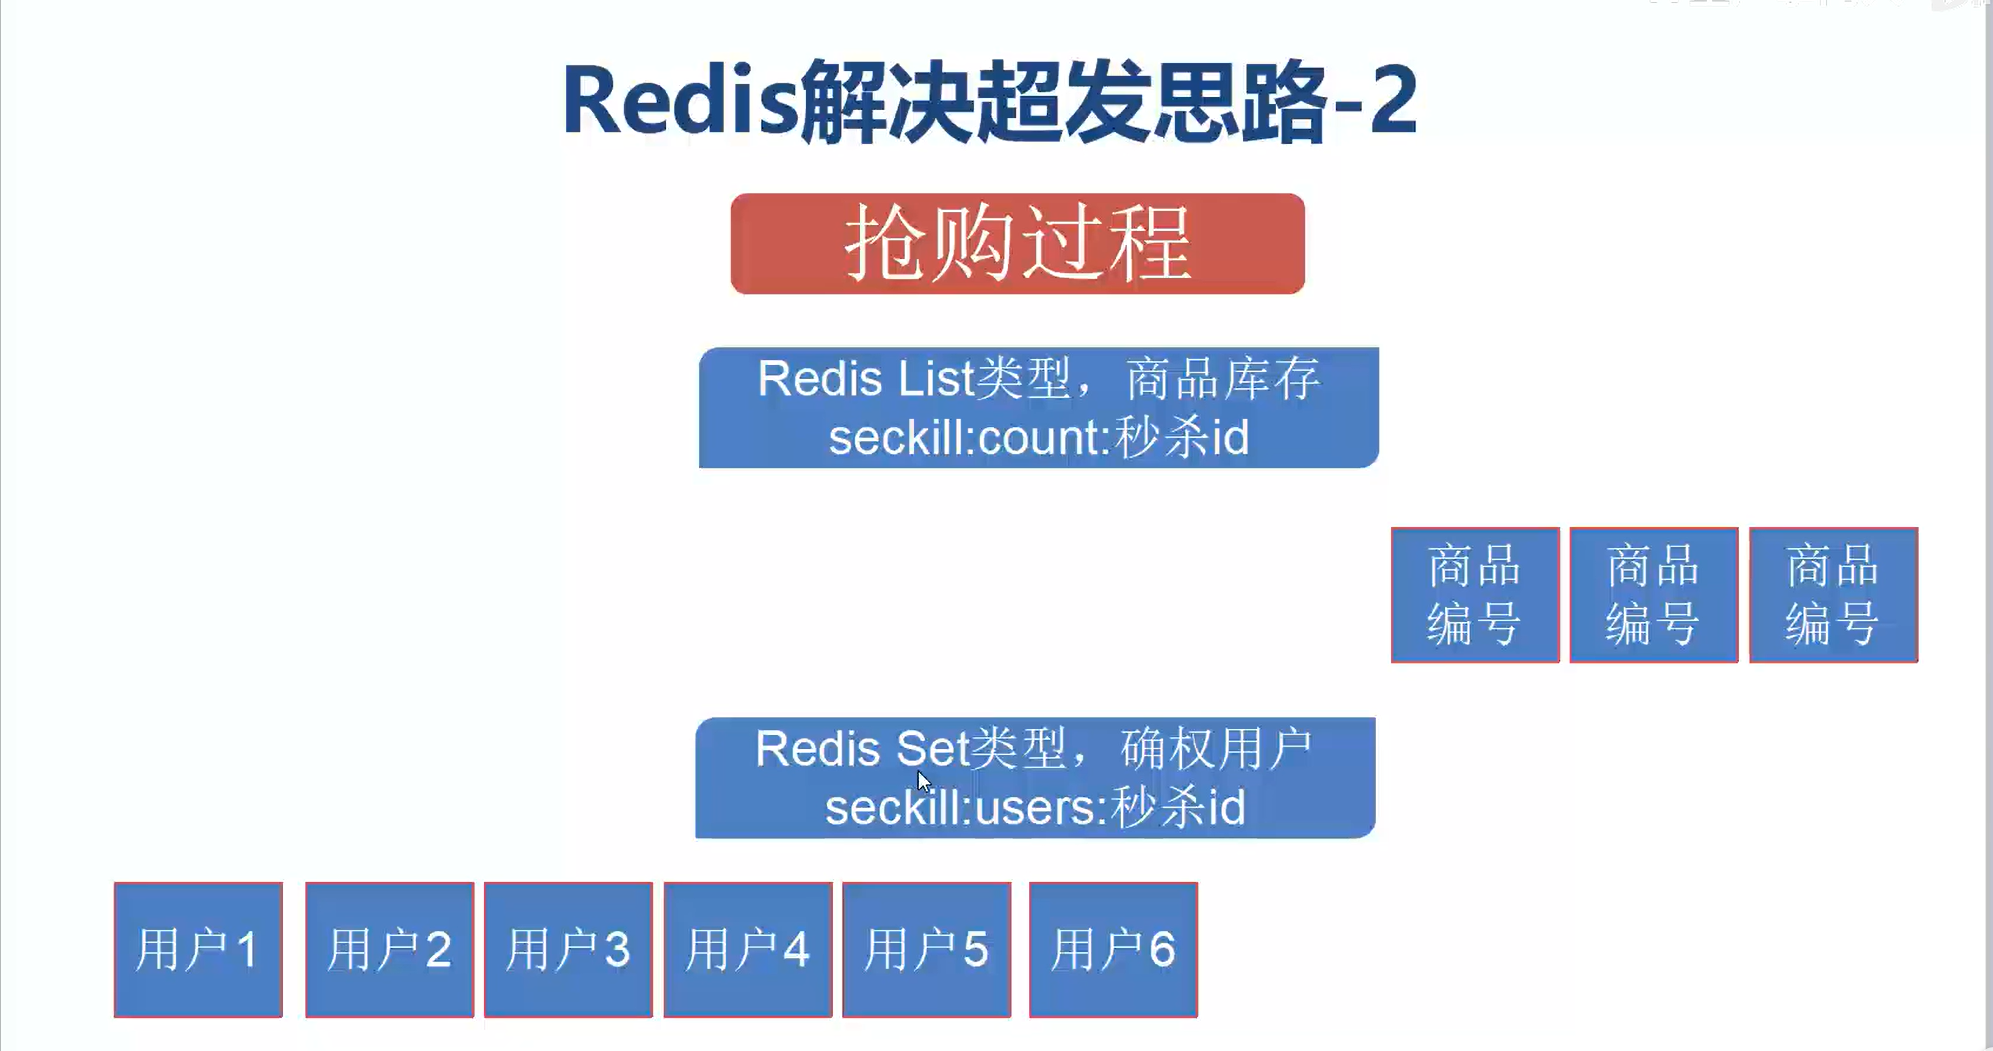 Redis解决超发思路-2
抢购过程
Redis List类型，商品库存
seckill:count:秒杀id
商品
编号
商品
编号
商品
编号
Redis Set类型，确权用户
seckill:users:秒杀id
用户1
用户2
用户3
用户4
用户5
用户6